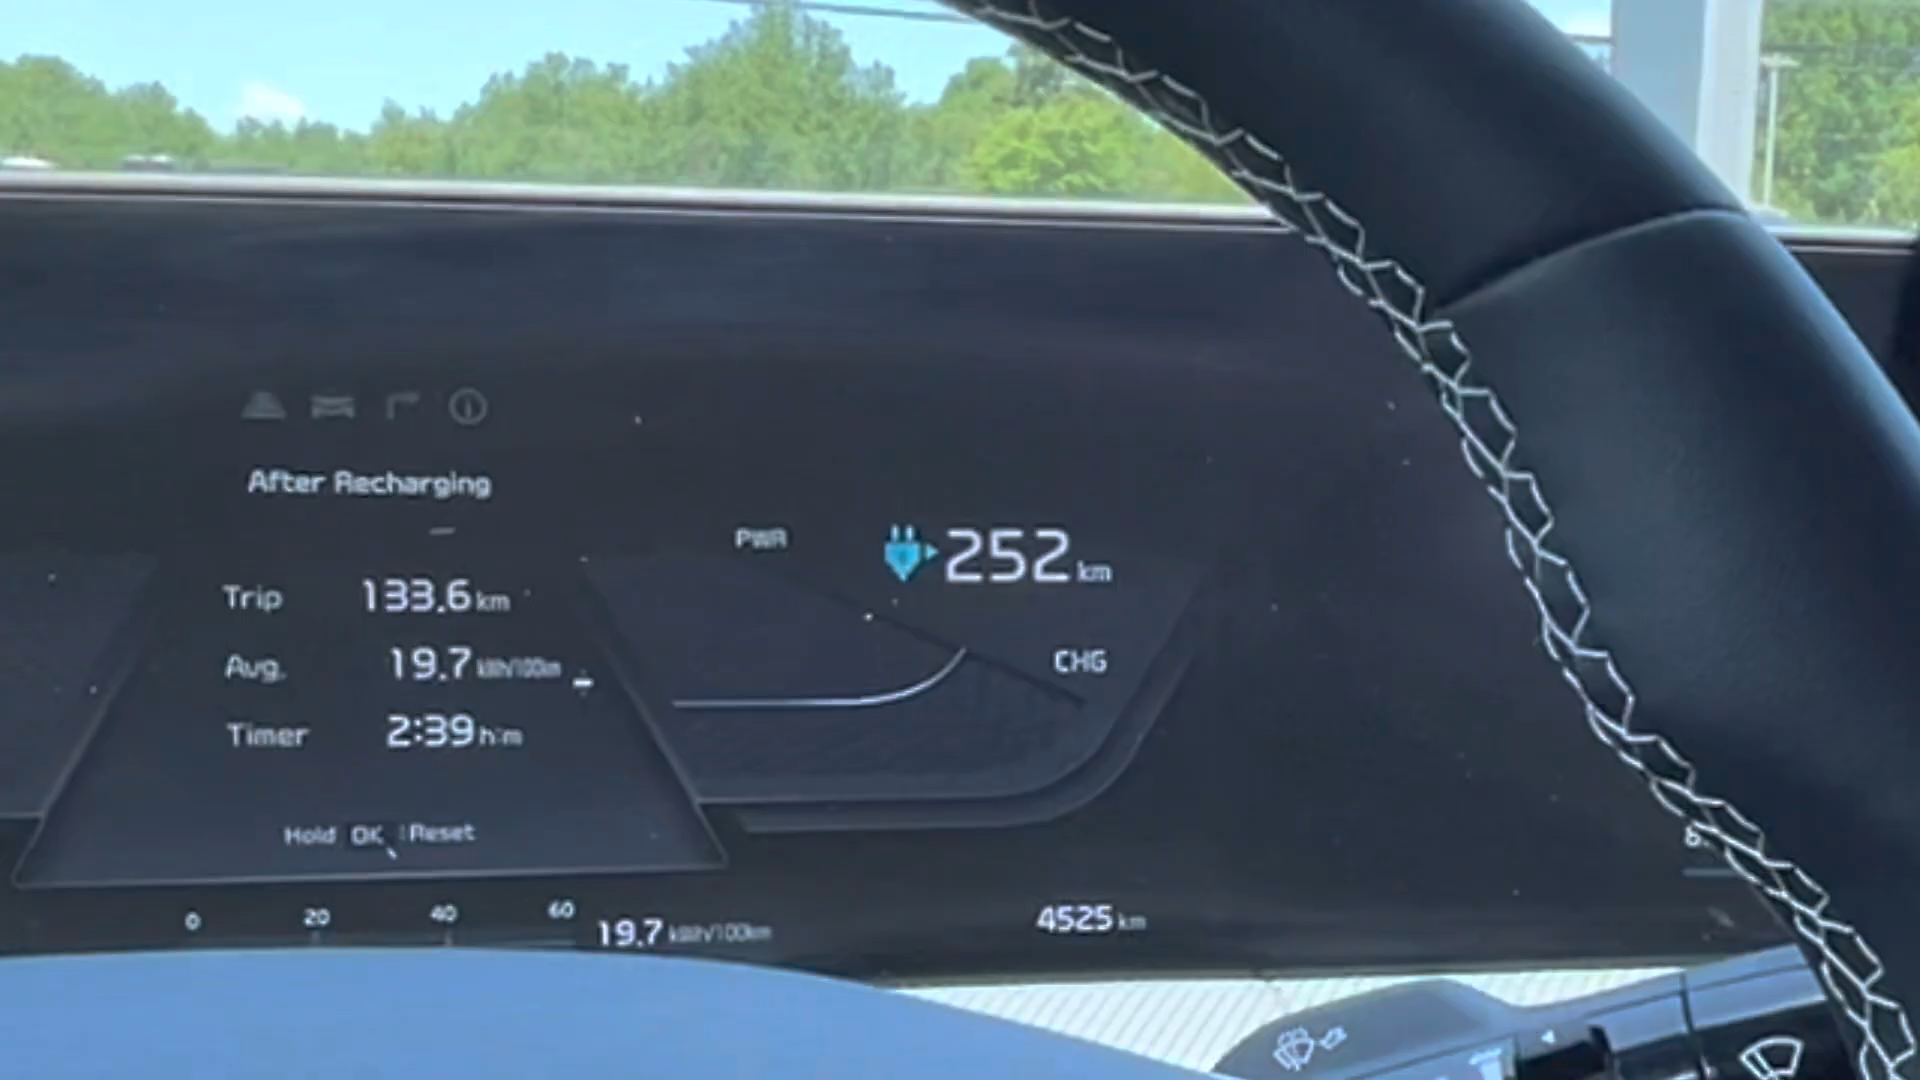 After Recharging
Trip 133.6 km
Avg. 19.7 kWh/100km
Timer 2:39 h:m
Hold OK : Reset
PWR
252 km
CHG
0 20 40 60
19.7 kWh/100km
4525 km